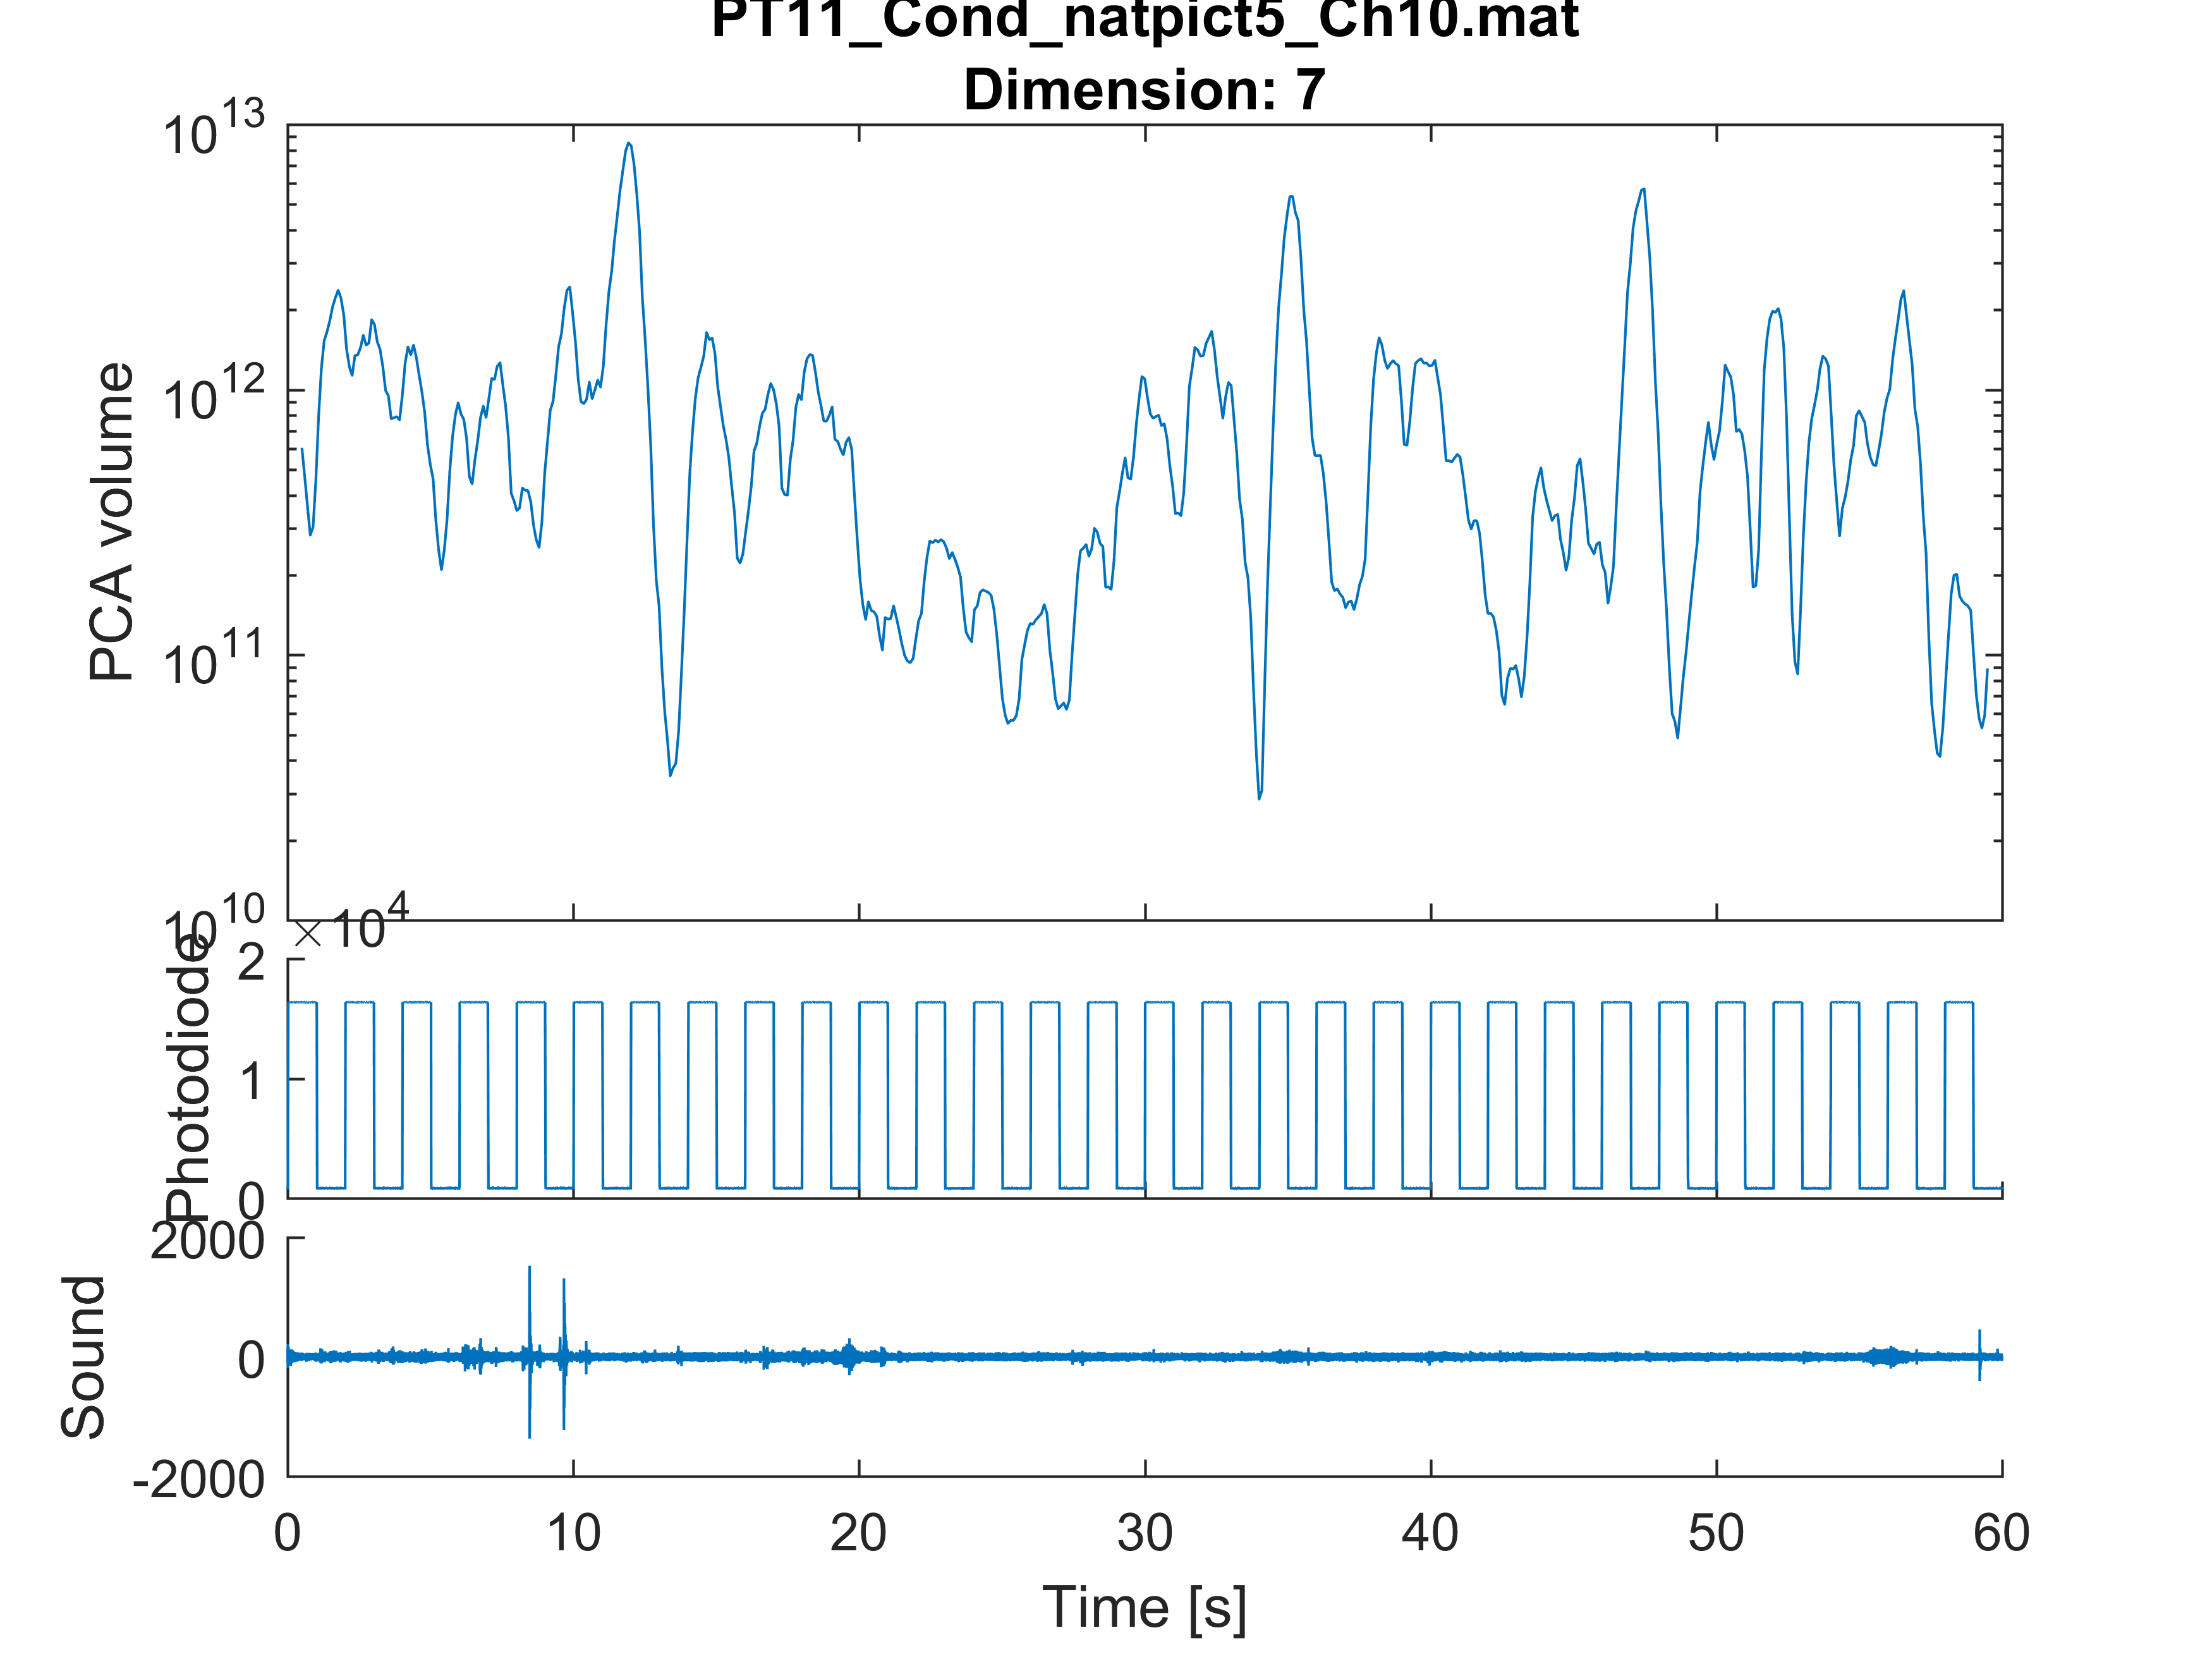 PT11_Cond_natpict5_Ch10.mat
Dimension: 7
10^13
10^12
10^11
10^10
PCA volume
× 10^4
2
1
0
Photodiode
2000
0
-2000
Sound
0 10 20 30 40 50 60
Time [s]